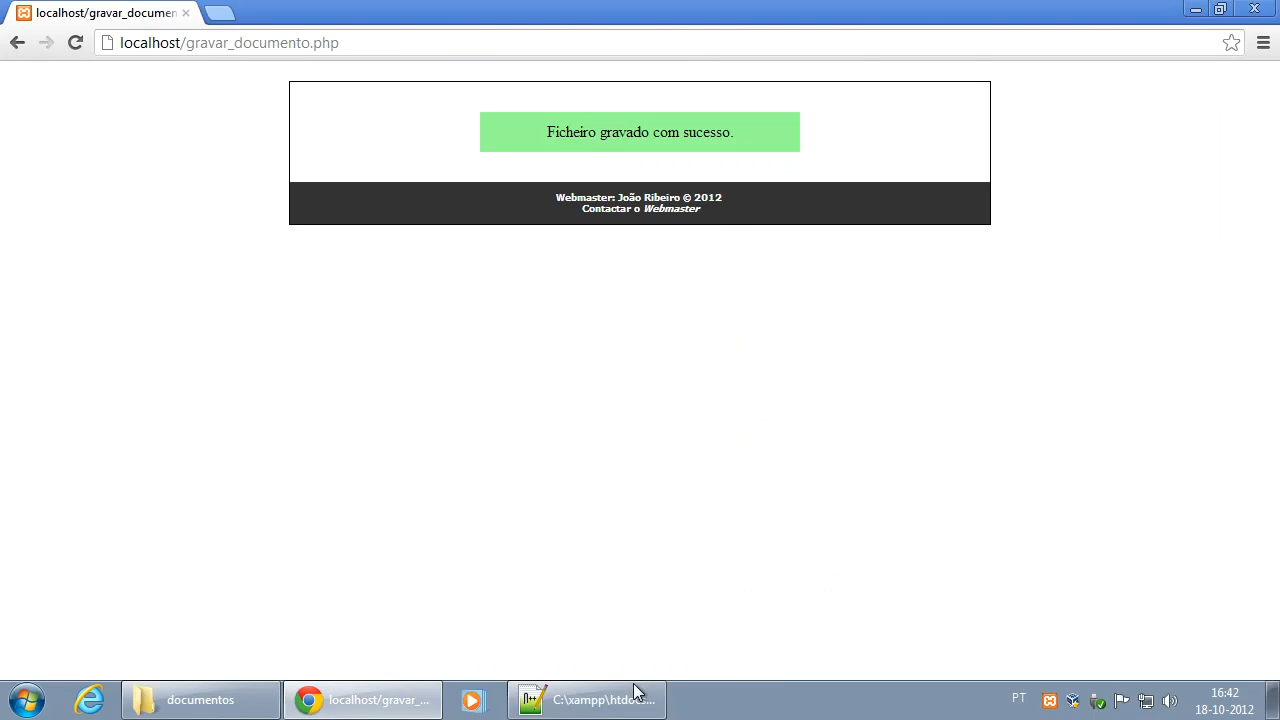 localhost/gravar_documen
localhost/gravar_documento.php
Ficheiro gravado com sucesso.
Webmaster: João Ribeiro © 2012
Contactar o Webmaster
documentos
localhost/gravar_...
C:\xampp\htdoc...
PT
16:42
18-10-2012